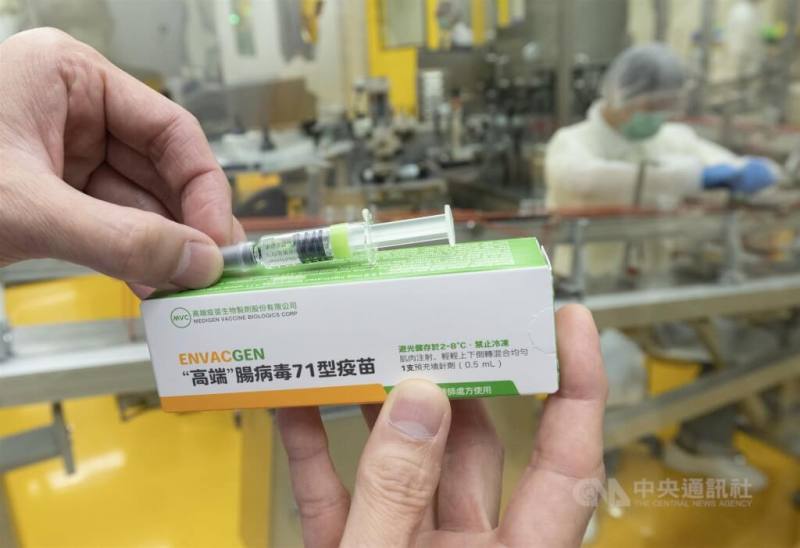 MVC
高端疫苗生物製劑股份有限公司
MEDIGEN VACCINE BIOLOGICS CORP
ENVACGEN
“高端”腸病毒71型疫苗
避光儲存於2-8°C，禁止冷凍
肌肉注射，輕輕上下倒轉混合均勻
1支預充填針劑（0.5 mL）
師處方使用
中央通訊社
CENTRAL NEWS AGENCY